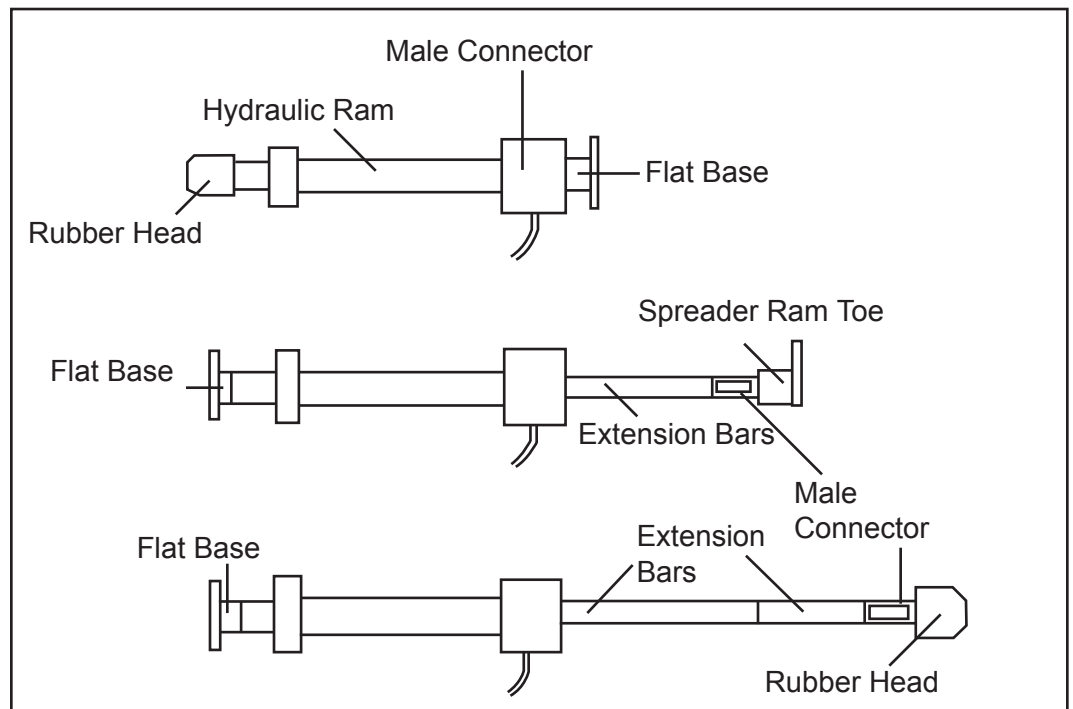 Male Connector
Hydraulic Ram
Flat Base
Rubber Head
Spreader Ram Toe
Flat Base
Extension Bars
Male
Connector
Flat Base
Extension
Bars
Rubber Head